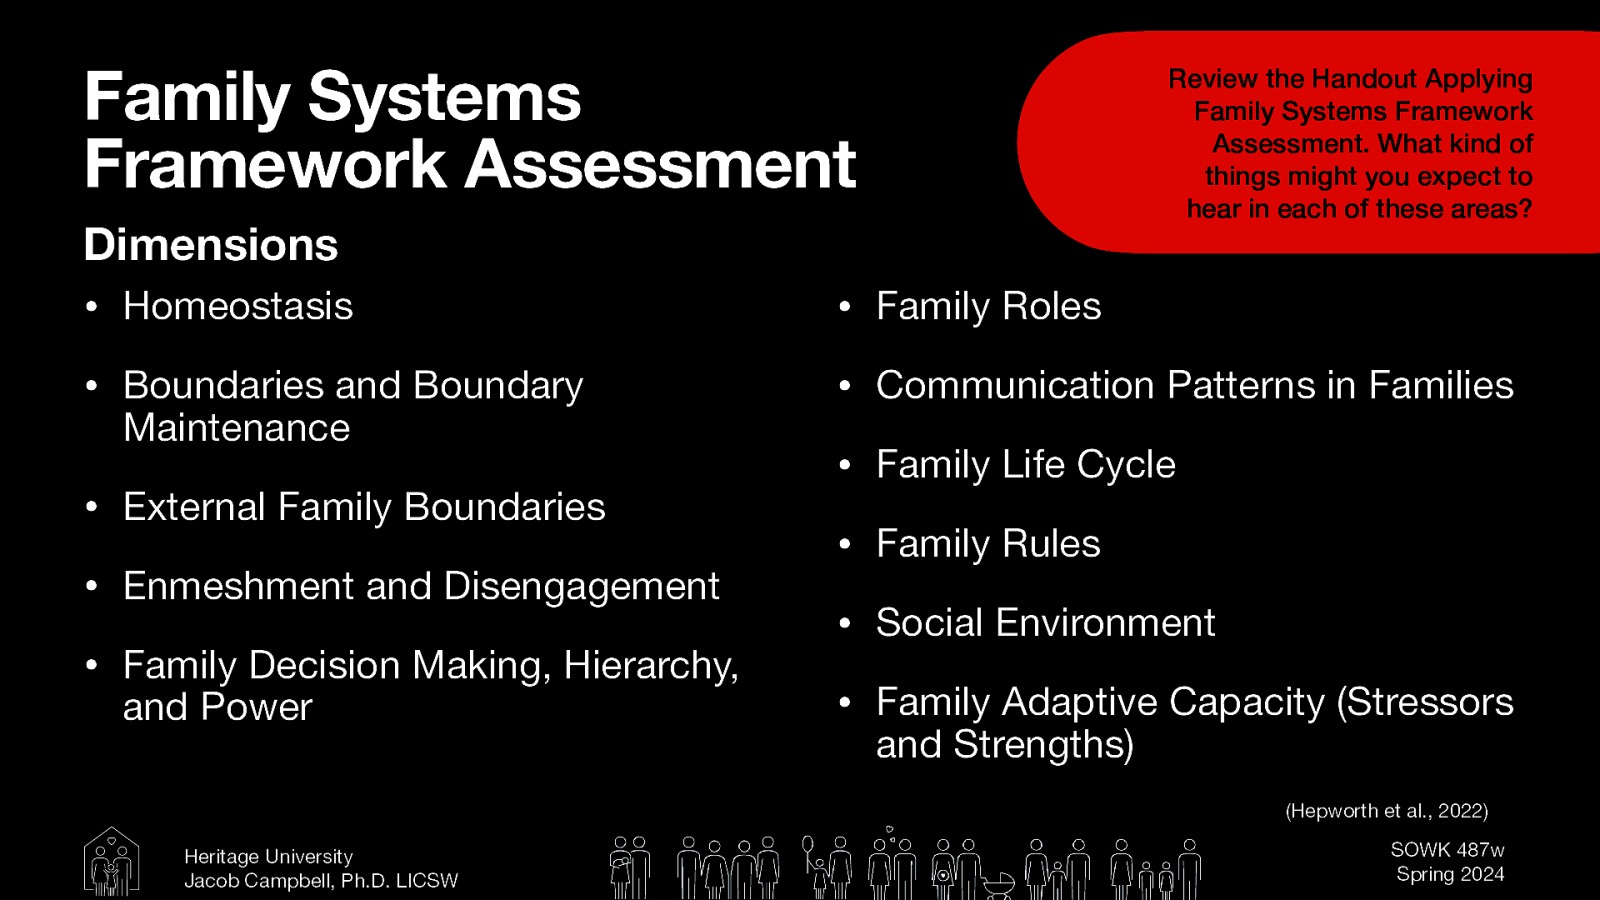 Family Systems
Framework Assessment
Review the Handout Applying
Family Systems Framework
Assessment. What kind of
things might you expect to
hear in each of these areas?
Dimensions
• Homeostasis
• Boundaries and Boundary
Maintenance
• External Family Boundaries
• Enmeshment and Disengagement
• Family Decision Making, Hierarchy,
and Power
• Family Roles
• Communication Patterns in Families
• Family Life Cycle
• Family Rules
• Social Environment
• Family Adaptive Capacity (Stressors
and Strengths)
(Hepworth et al., 2022)
Heritage University
Jacob Campbell, Ph.D. LICSW
SOWK 487w
Spring 2024